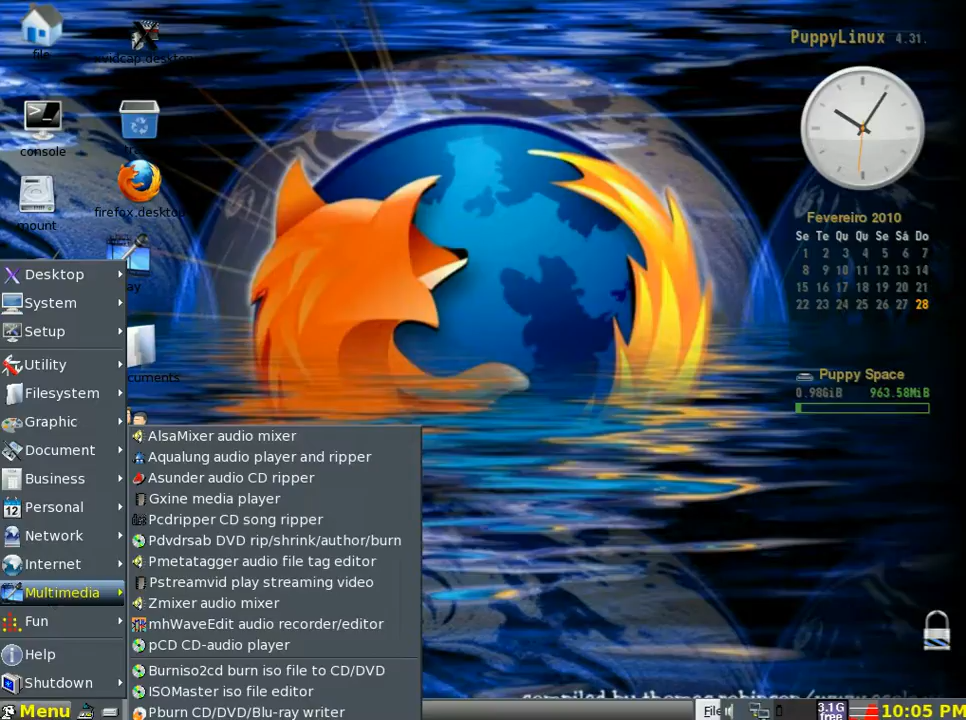 PuppyLinux 4.31.
file
console
mount
firefox.desktop
Fevereiro 2010
Se Te Qu Qu Se Sá Do
1 2 3 4 5 6 7
8 9 10 11 12 13 14
15 16 17 18 19 20 21
22 23 24 25 26 27 28
Puppy Space
0.98GiB 963.58MiB
Desktop
System
Setup
Utility
Filesystem
Graphic
Document
Business
Personal
12
Network
Internet
Multimedia
Fun
Help
Shutdown
AlsaMixer audio mixer
Aqualung audio player and ripper
Asunder audio CD ripper
Gxine media player
Pcdripper CD song ripper
Pdvdrsab DVD rip/shrink/author/burn
Pmetatagger audio file tag editor
Pstreamvid play streaming video
Zmixer audio mixer
mhWaveEdit audio recorder/editor
pCD CD-audio player
Burniso2cd burn iso file to CD/DVD
ISOMaster iso file editor
Pburn CD/DVD/Blu-ray writer
Menu
3.1G
free
10:05 PM